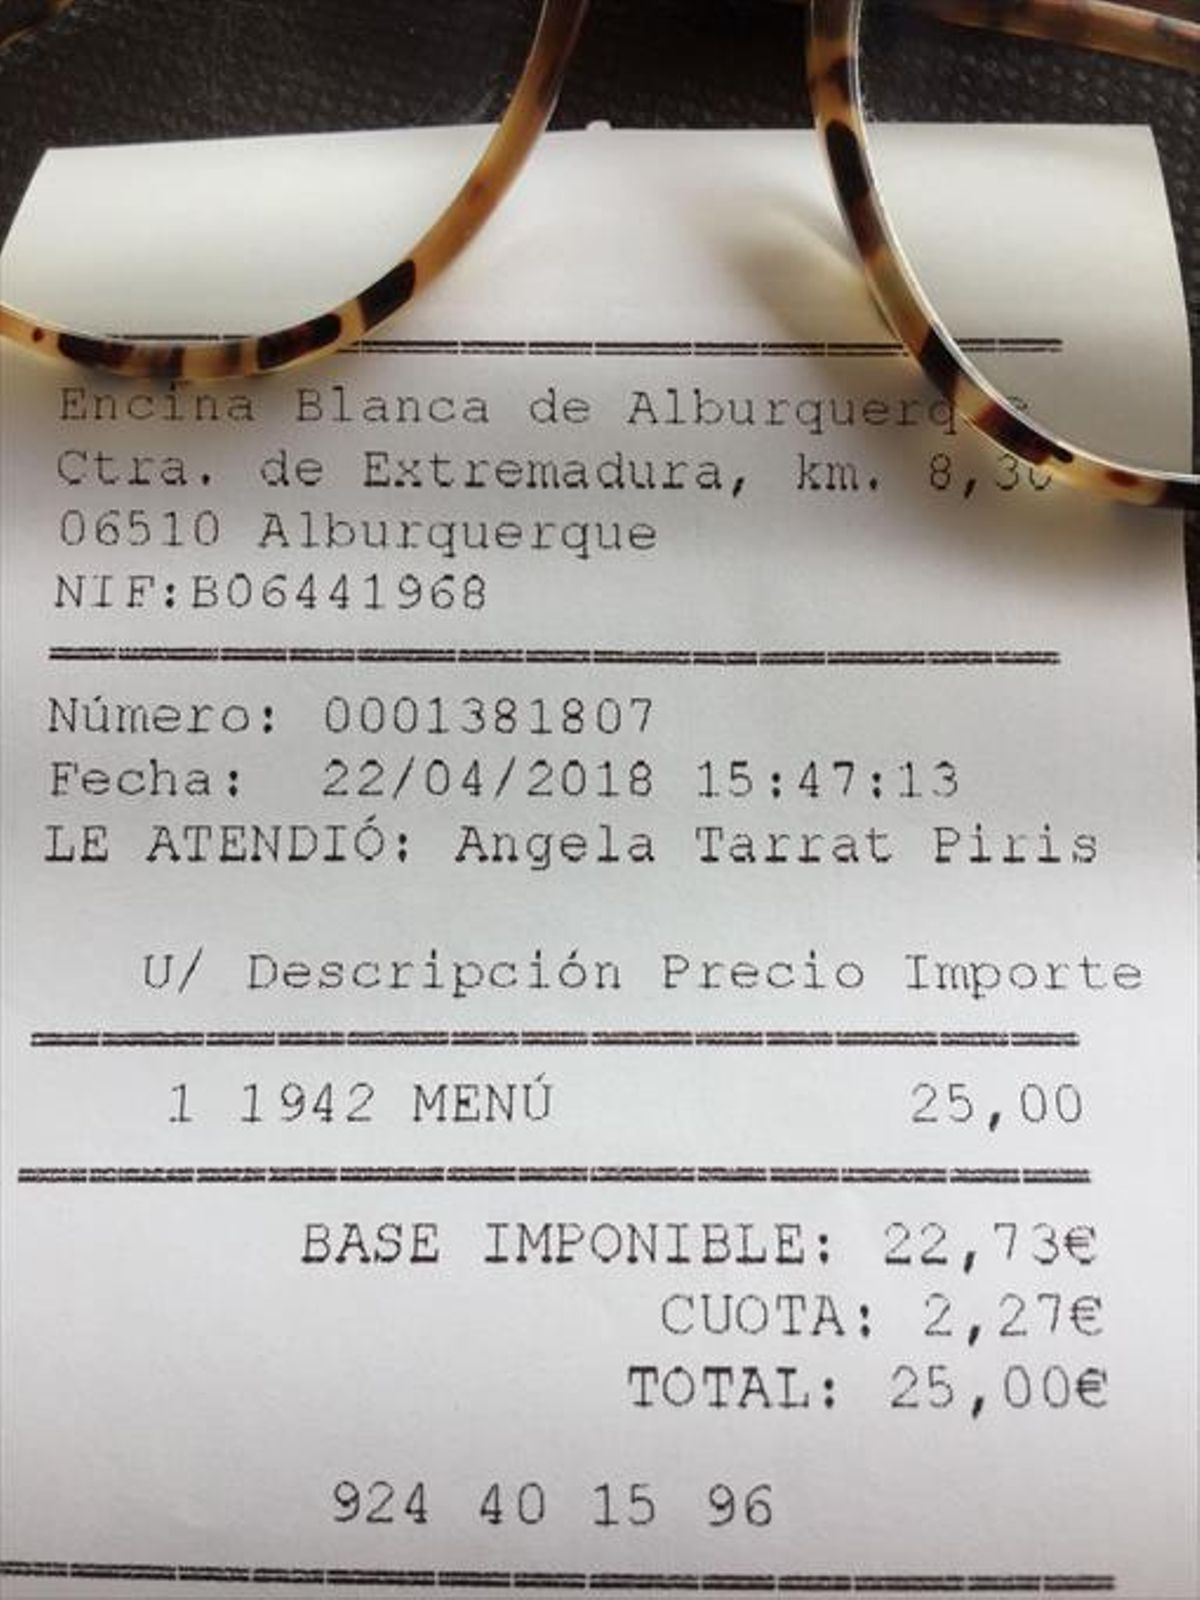 Encina Blanca de Alburquerque
Ctra. de Extremadura, km. 8,30
06510 Alburquerque
NIF:B06441968
Número: 0001381807
Fecha: 22/04/2018 15:47:13
LE ATENDIÓ: Angela Tarrat Piris
U/ Descripción Precio Importe
1 1942 MENÚ 25,00
BASE IMPONIBLE: 22,73€
CUOTA: 2,27€
TOTAL: 25,00€
924 40 15 96